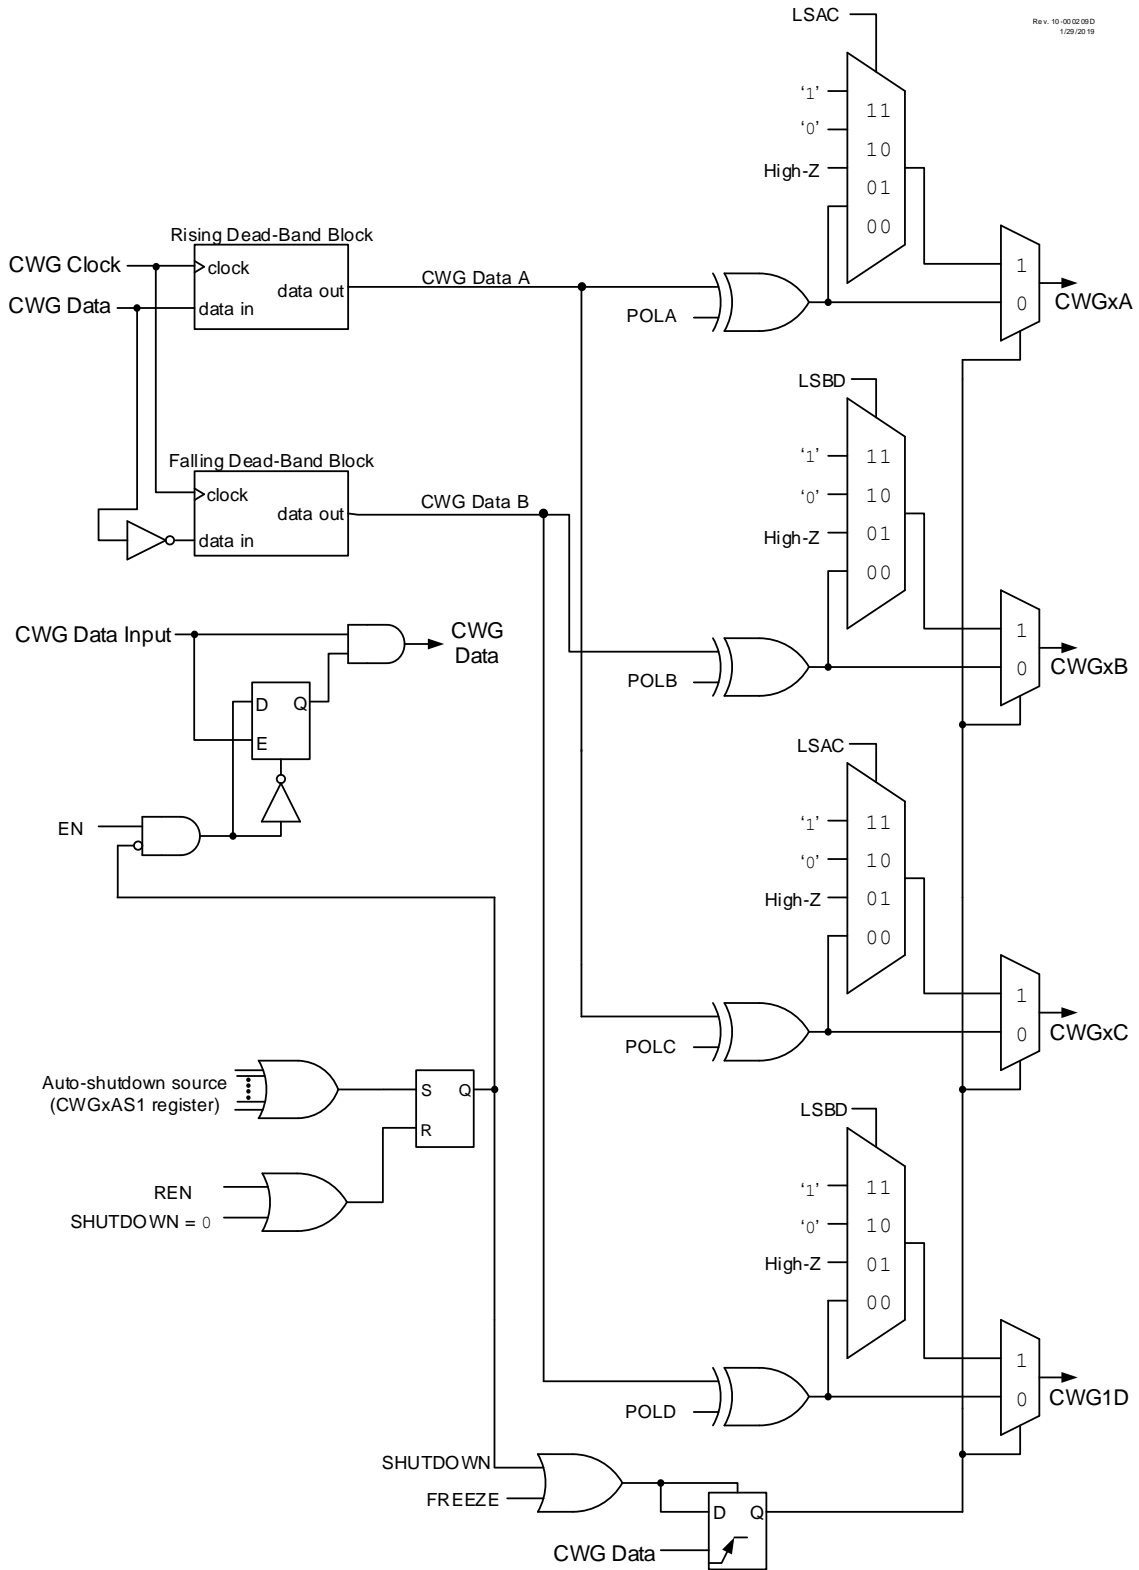 LSAC
Rev. 10-000209D
1/29/2019
‘1’
11
‘0’
10
High-Z
01
00
Rising Dead-Band Block
CWG Clock
clock
CWG Data A
data out
CWG Data
data in
POLA
1
0
CWGxA
LSBD
‘1’
11
‘0’
10
High-Z
01
00
Falling Dead-Band Block
clock
CWG Data B
data out
data in
CWG Data Input
CWG
Data
POLB
1
0
CWGxB
D
Q
E
EN
LSAC
‘1’
11
‘0’
10
High-Z
01
00
POLC
1
0
CWGxC
Auto-shutdown source
(CWGxAS1 register)
S
Q
R
REN
SHUTDOWN = 0
LSBD
‘1’
11
‘0’
10
High-Z
01
00
POLD
1
0
CWG1D
SHUTDOWN
FREEZE
D
Q
CWG Data